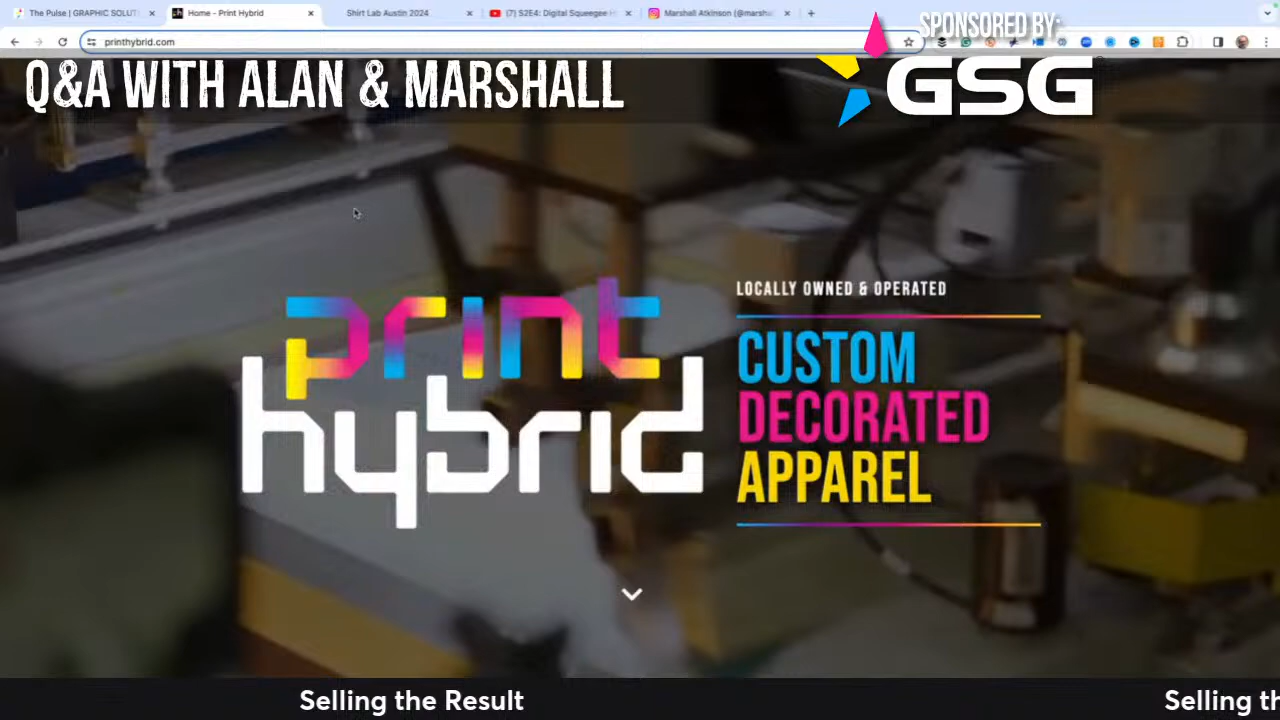 The Pulse | GRAPHIC SOLUT
Home - Print Hybrid
Shirt Lab Austin 2024
(7) S2E4: Digital Squeegee H
Marshall Atkinson (@marsha
printhybrid.com
SPONSORED BY:
GSG
Q&A WITH ALAN & MARSHALL
print
hybrid
LOCALLY OWNED & OPERATED
CUSTOM
DECORATED
APPAREL
Selling the Result
Selling th